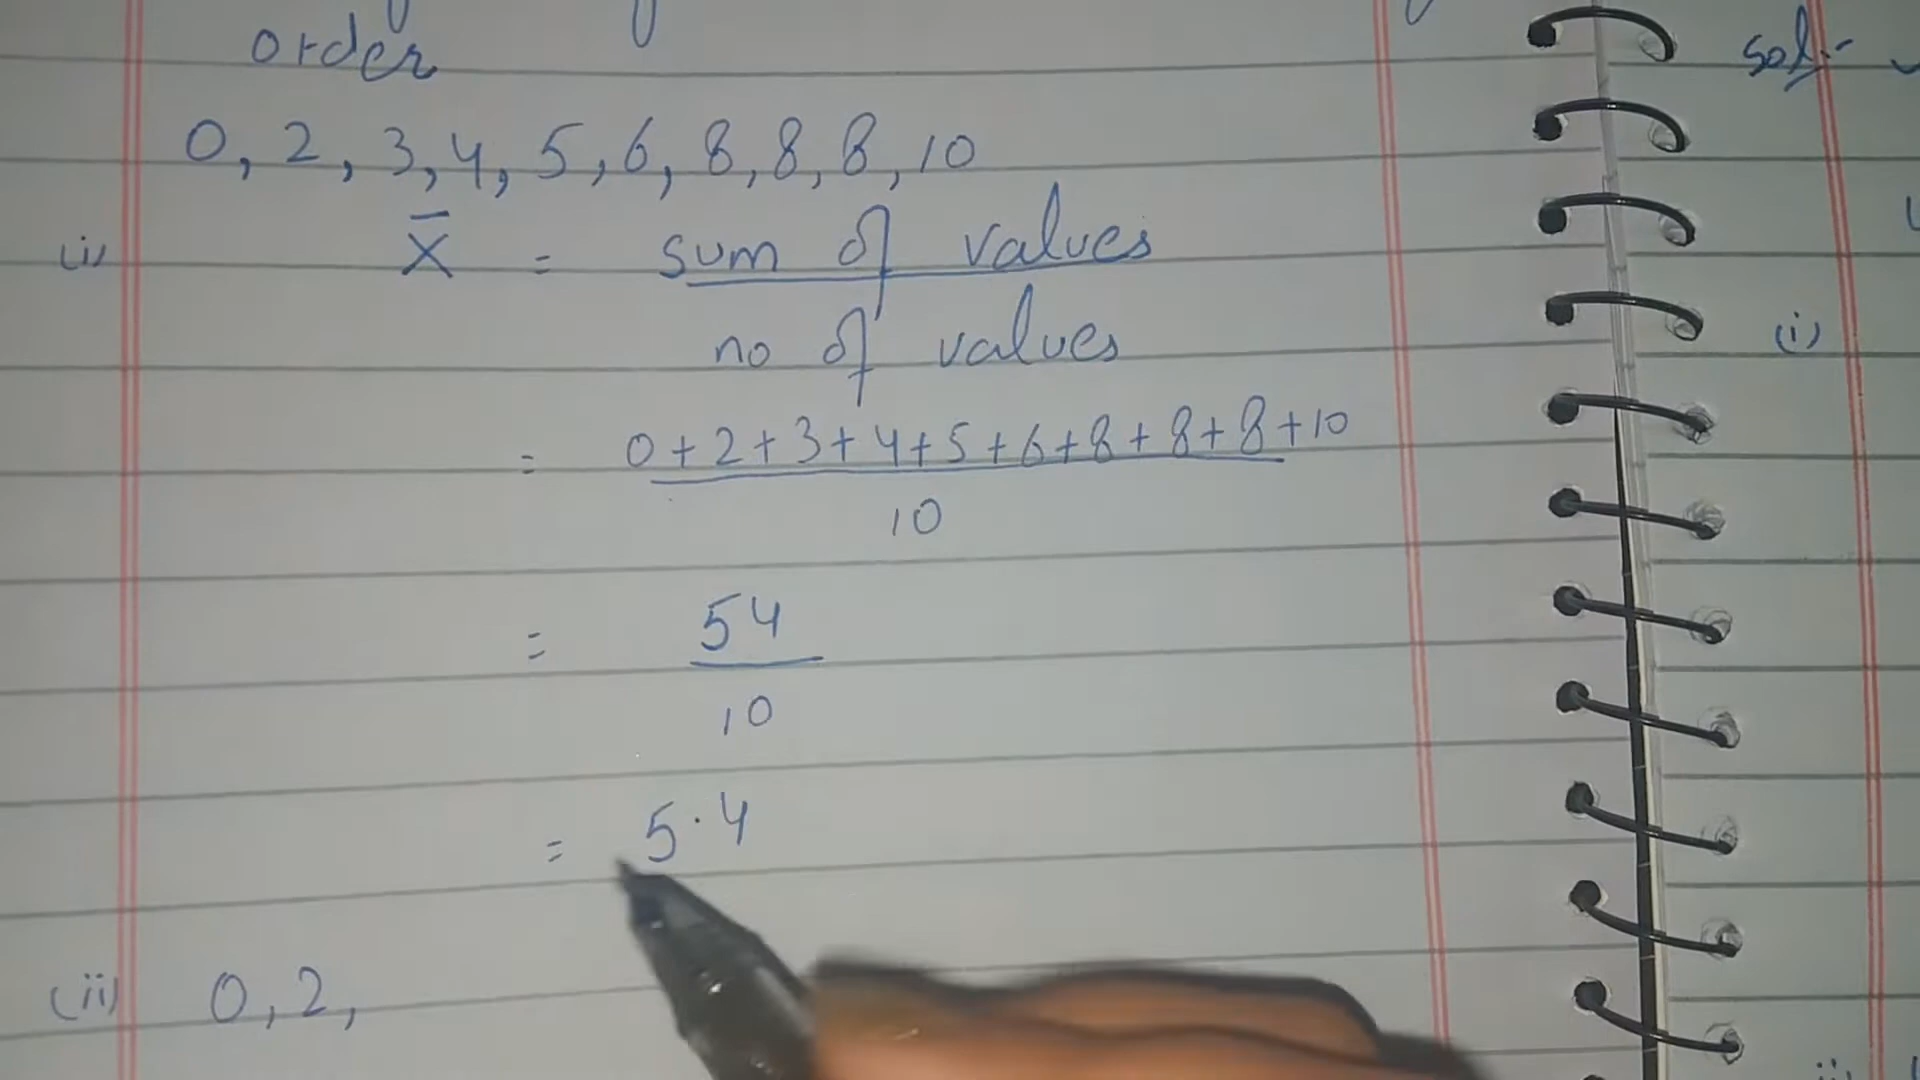 order
0, 2, 3, 4, 5, 6, 8, 8, 8, 10
(i) X̄ = sum of values
no of values
= 0+2+3+4+5+6+8+8+8+10
10
= 54
10
= 5.4
(ii) 0, 2,
sol:-
(i)